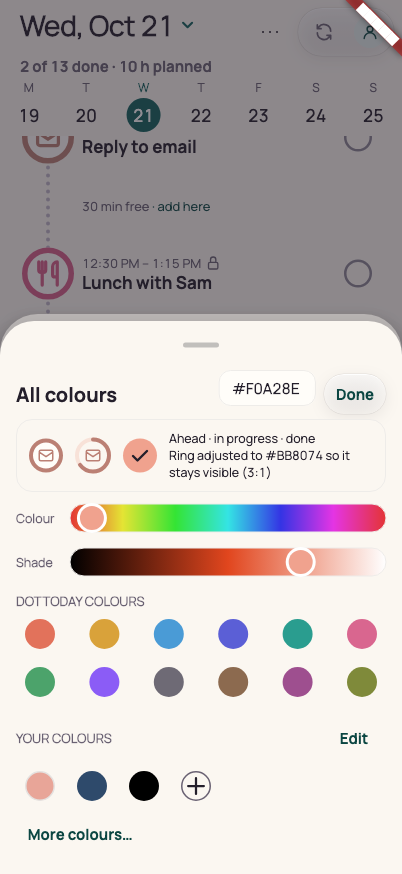 Wed, Oct 21
2 of 13 done · 10 h planned
M T W T F S S
19 20 21 22 23 24 25
Reply to email
30 min free · add here
12:30 PM – 1:15 PM
Lunch with Sam
All colours
#F0A28E
Done
Ahead · in progress · done
Ring adjusted to #BB8074 so it
stays visible (3:1)
Colour
Shade
DOTTODAY COLOURS
YOUR COLOURS
Edit
More colours…